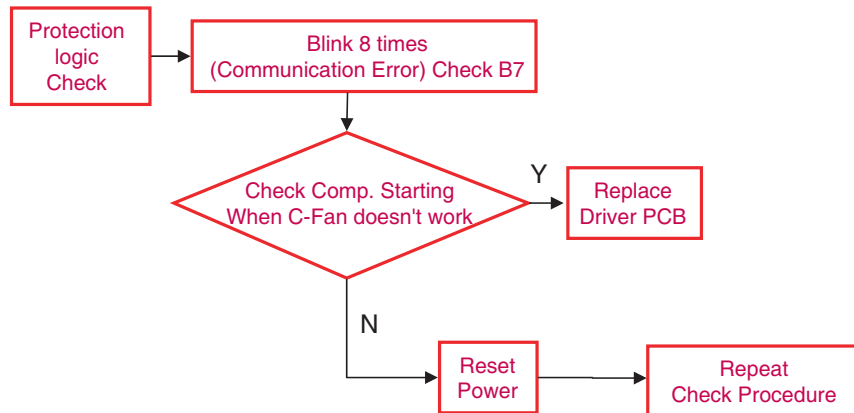 Protection
logic
Check
Blink 8 times
(Communication Error) Check B7
Check Comp. Starting
When C-Fan doesn't work
Y
Replace
Driver PCB
N
Reset
Power
Repeat
Check Procedure